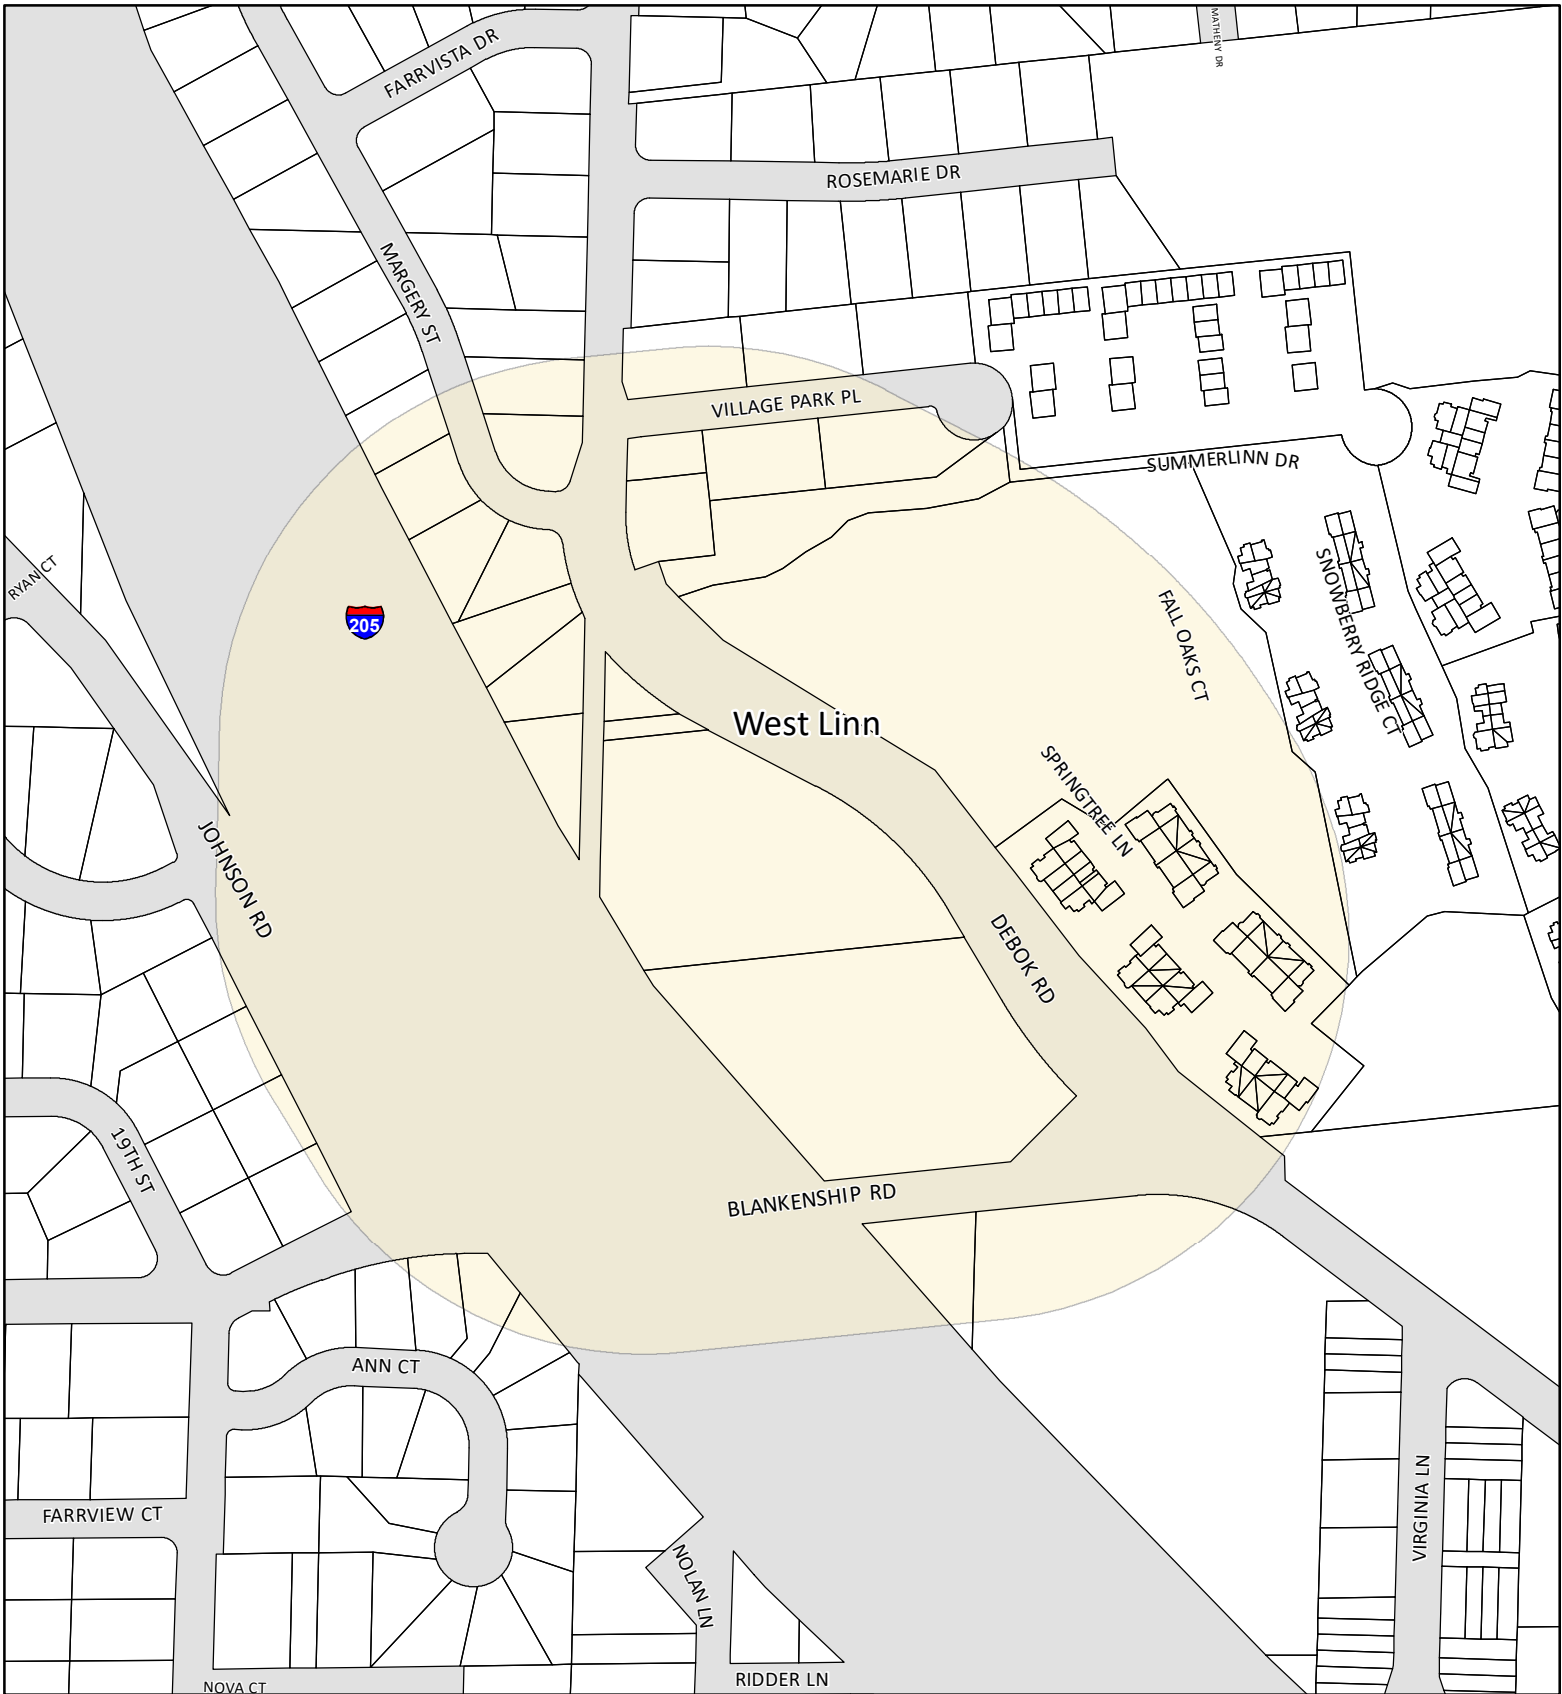 MATHENY DR
FARRVISTA DR
ROSEMARIE DR
MARGERY ST
VILLAGE PARK PL
SUMMERLINN DR
RYAN CT
205
SNOWBERRY RIDGE CT
FALL OAKS CT
West Linn
SPRINGTREE LN
JOHNSON RD
DEBOK RD
19TH ST
BLANKENSHIP RD
ANN CT
FARRVIEW CT
VIRGINIA LN
NOLAN LN
RIDDER LN
NOVA CT